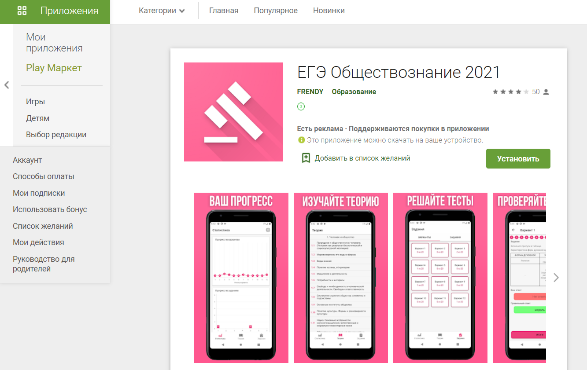 Приложения
Категории
Главная
Популярное
Новинки
Мои
приложения
Play Маркет
Игры
Детям
Выбор редакции
Аккаунт
Способы оплаты
Мои подписки
Использовать бонус
Список желаний
Мои действия
Руководство для
родителей
ЕГЭ Обществознание 2021
FRENDY Образование
50
Есть реклама · Поддерживаются покупки в приложении
Это приложение можно скачать на ваше устройство.
Добавить в список желаний
Установить
ВАШ ПРОГРЕСС
ИЗУЧАЙТЕ ТЕОРИЮ
РЕШАЙТЕ ТЕСТЫ
ПРОВЕРЯЙТЕ